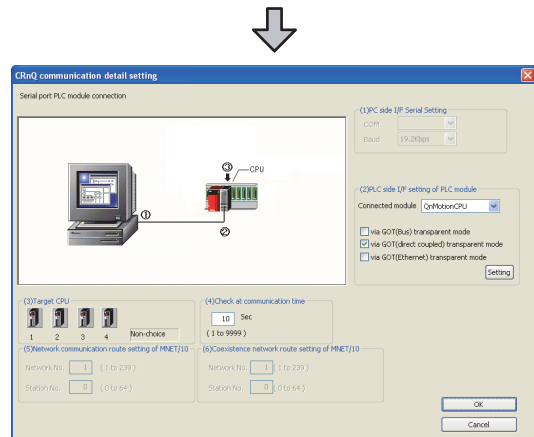 CRnQ communication detail setting
Serial port PLC module connection
③
CPU
①
②
(1)PC side I/F Serial Setting
COM
Baud 19.2Kbps
(2)PLC side I/F setting of PLC module
Connected module QnMotionCPU
via GOT(Bus) transparent mode
via GOT(direct coupled) transparent mode
via GOT(Ethernet) transparent mode
Setting
(3)Target CPU
1 2 3 4 Non-choice
(4)Check at communication time
10 Sec
( 1 to 9999 )
(5)Network communication route setting of MNET/10
Network No. 1 ( 1 to 239 )
Station No. 0 ( 0 to 64 )
(6)Coexistence network route setting of MNET/10
Network No. 1 ( 1 to 239 )
Station No. 0 ( 0 to 64 )
OK
Cancel